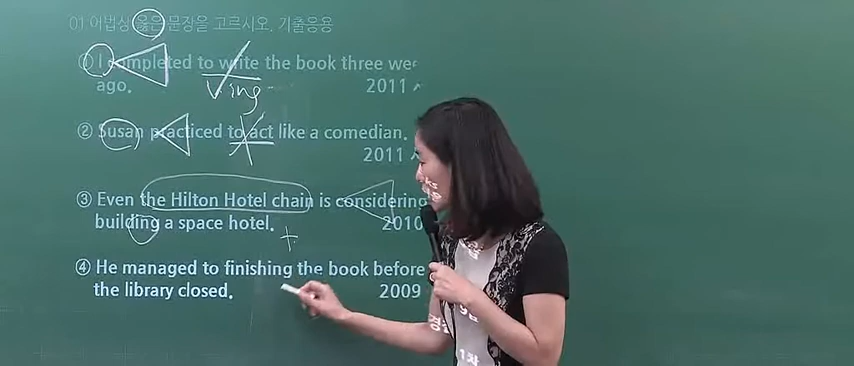 01 어법상 옳은 문장을 고르시오. 기출응용
① I completed to write the book three
Ving
ago.
2011
② Susan practiced to act like a comedian.
2011
③ Even the Hilton Hotel chain is considering
building a space hotel.
2010
④ He managed to finishing the book before
the library closed.
2009